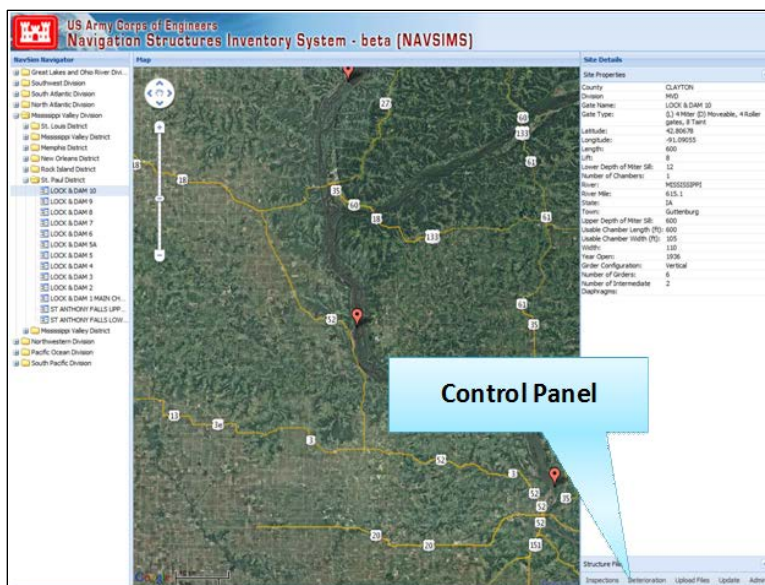 US Army Corps of Engineers
Navigation Structures Inventory System - beta (NAVSIMS)
NavSim Navigator
Great Lakes and Ohio River Divi...
Southwest Division
South Atlantic Division
North Atlantic Division
Mississippi Valley Division
St. Louis District
Mississippi Valley District
Memphis District
New Orleans District
Rock Island District
St. Paul District
LOCK & DAM 10
LOCK & DAM 9
LOCK & DAM 8
LOCK & DAM 7
LOCK & DAM 6
LOCK & DAM 5A
LOCK & DAM 5
LOCK & DAM 4
LOCK & DAM 3
LOCK & DAM 2
LOCK & DAM 1 MAIN CH...
ST ANTHONY FALLS UPP...
ST ANTHONY FALLS LOW...
Mississippi Valley District
Northwestern Division
Pacific Ocean Division
South Pacific Division
Map
27
60
133
61
18
18
35
60
18
133
61
61
35
52
13
3e
3
52
3
52
35
52
52
20
20
151
Control Panel
Site Details
Site Properties
County CLAYTON
Division MVD
Gate Name: LOCK & DAM 10
Gate Type: (L) 4 Miter (D) Moveable, 4 Roller
gates, 8 Taint
Latitude: 42.80678
Longitude: -91.09055
Length: 600
Lift: 8
Lower Depth of Miter Sill: 12
Number of Chambers: 1
River: MISSISSIPPI
River Mile: 615.1
State: IA
Town: Guttenburg
Upper Depth of Miter Sill: 600
Usable Chamber Length (ft): 600
Usable Chamber Width (ft): 105
Width: 110
Year Open: 1936
Girder Configuration: Vertical
Number of Girders: 6
Number of Intermediate 2
Diaphragms:
Structure Fil
Inspections Deterioration Upload Files Update Admi